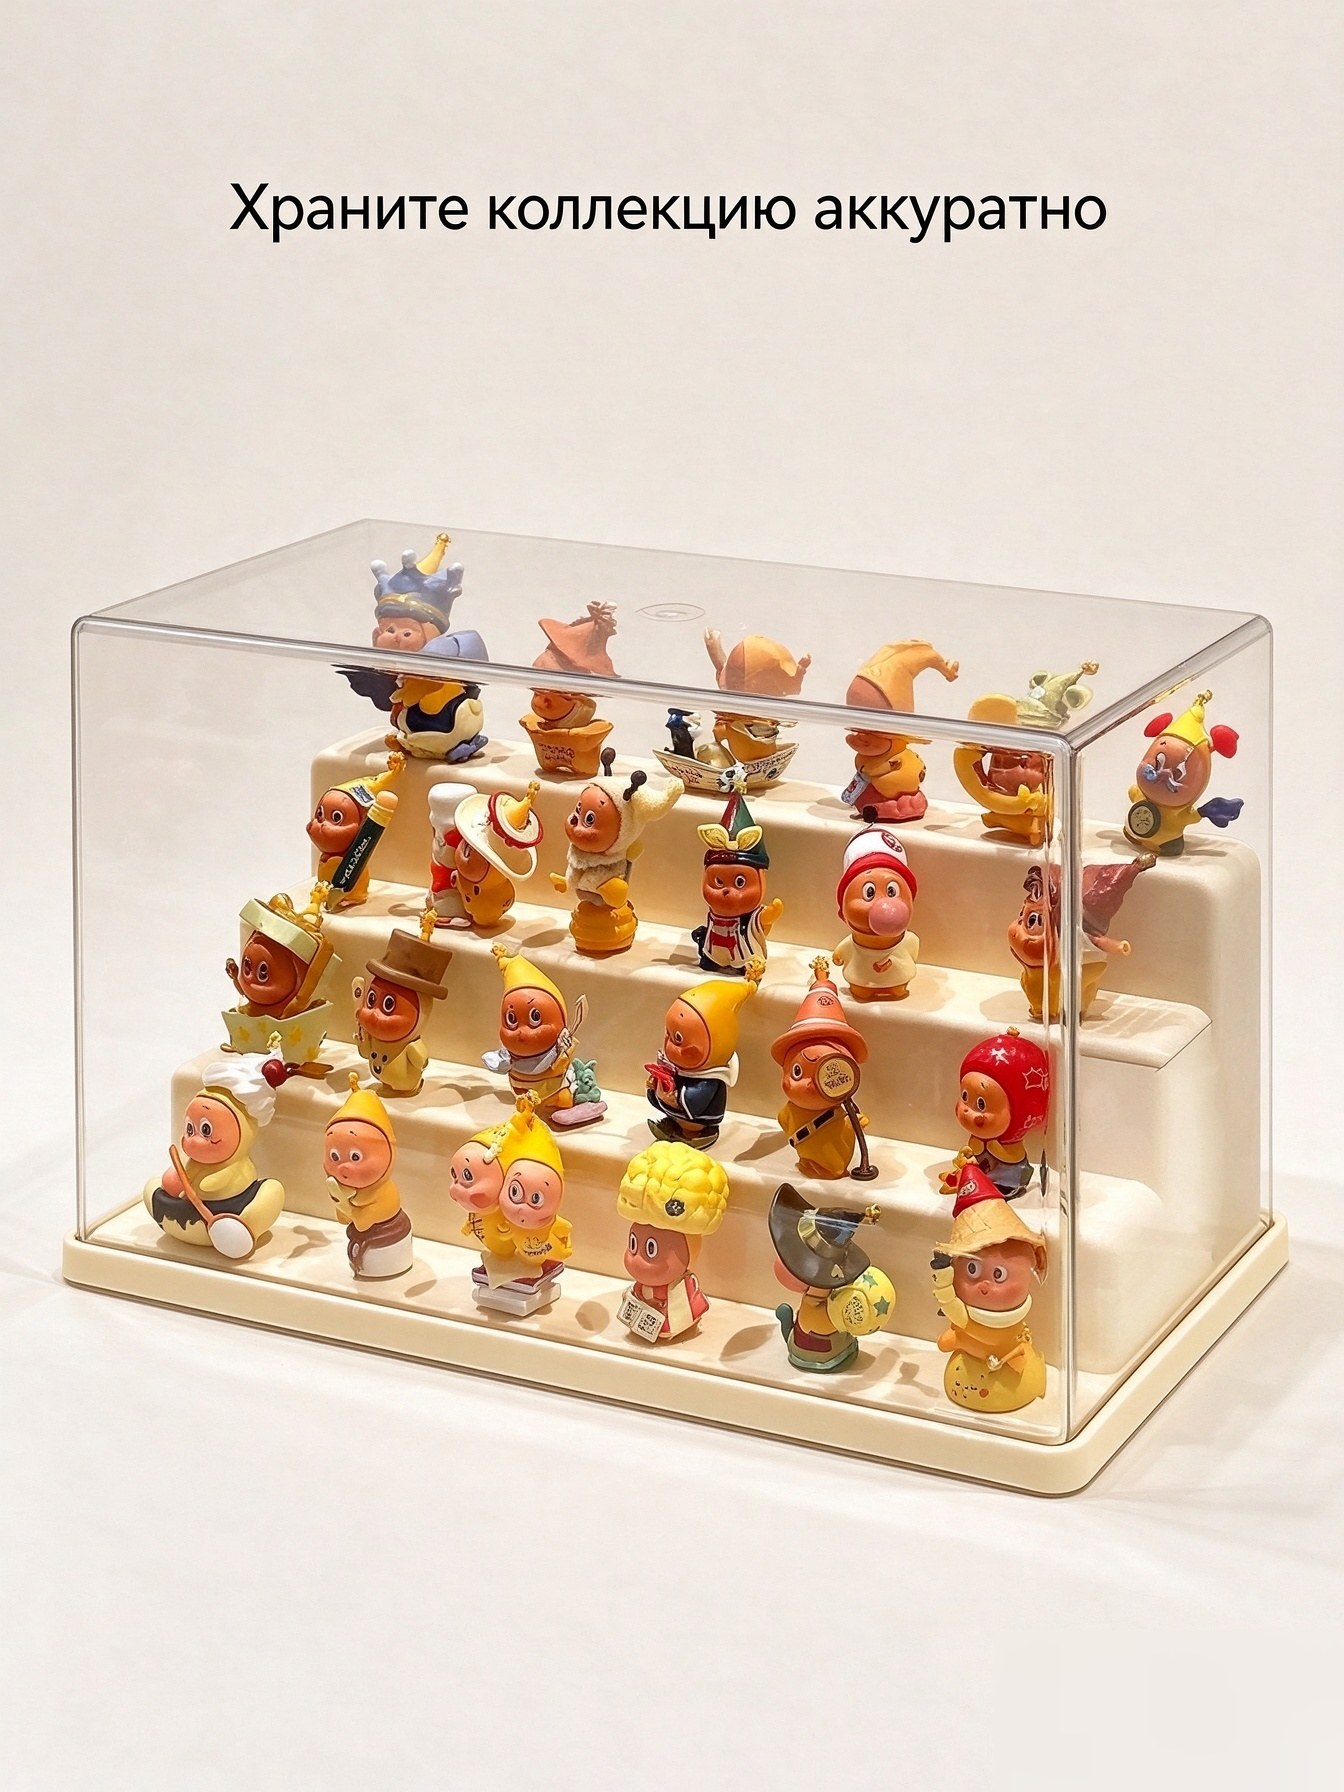 Храните коллекцию аккуратно